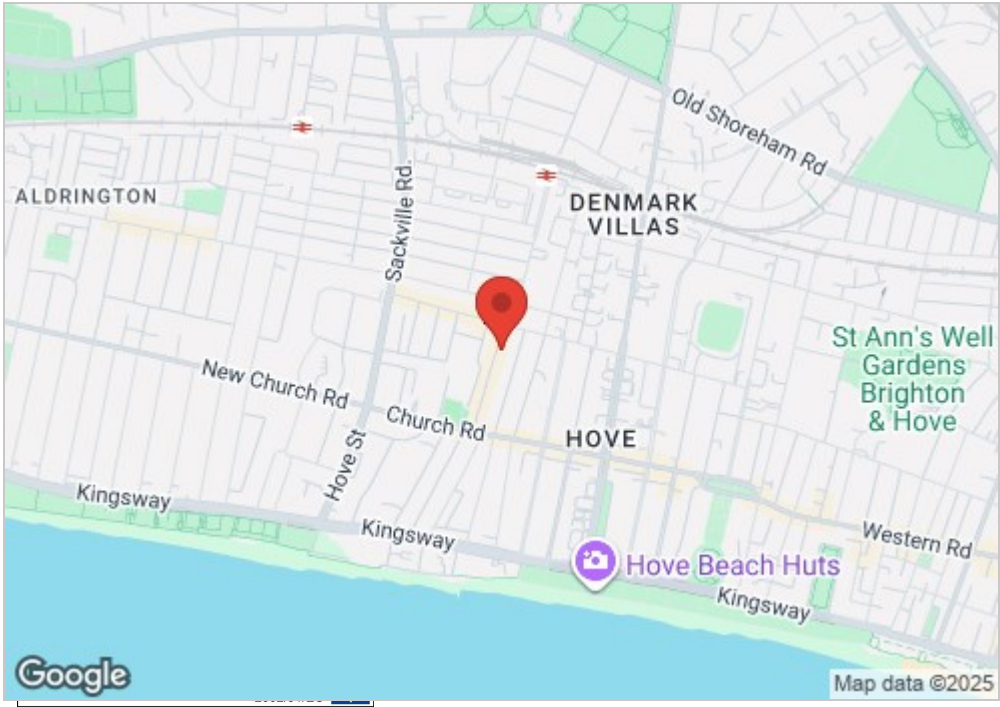 Old Shoreham Rd
ALDRINGTON
Sackville Rd.
DENMARK
VILLAS
St Ann's Well
Gardens
Brighton
& Hove
New Church Rd
Church Rd
HOVE
Hove St
Kingsway
Kingsway
Western Rd
Hove Beach Huts
Kingsway
Google
Map data ©2025